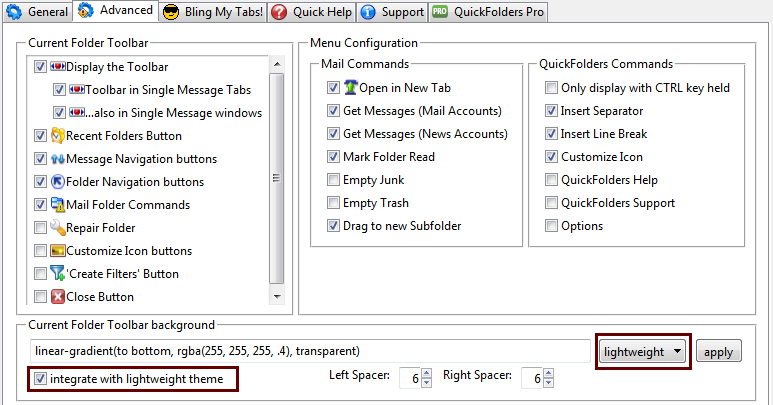 General Advanced Bling My Tabs! Quick Help Support PRO QuickFolders Pro
Current Folder Toolbar
Display the Toolbar
Toolbar in Single Message Tabs
...also in Single Message windows
Recent Folders Button
Message Navigation buttons
Folder Navigation buttons
Mail Folder Commands
Repair Folder
Customize Icon buttons
'Create Filters' Button
Close Button
Menu Configuration
Mail Commands
Open in New Tab
Get Messages (Mail Accounts)
Get Messages (News Accounts)
Mark Folder Read
Empty Junk
Empty Trash
Drag to new Subfolder
QuickFolders Commands
Only display with CTRL key held
Insert Separator
Insert Line Break
Customize Icon
QuickFolders Help
QuickFolders Support
Options
Current Folder Toolbar background
linear-gradient(to bottom, rgba(255, 255, 255, .4), transparent) lightweight apply
integrate with lightweight theme Left Spacer: 6 Right Spacer: 6